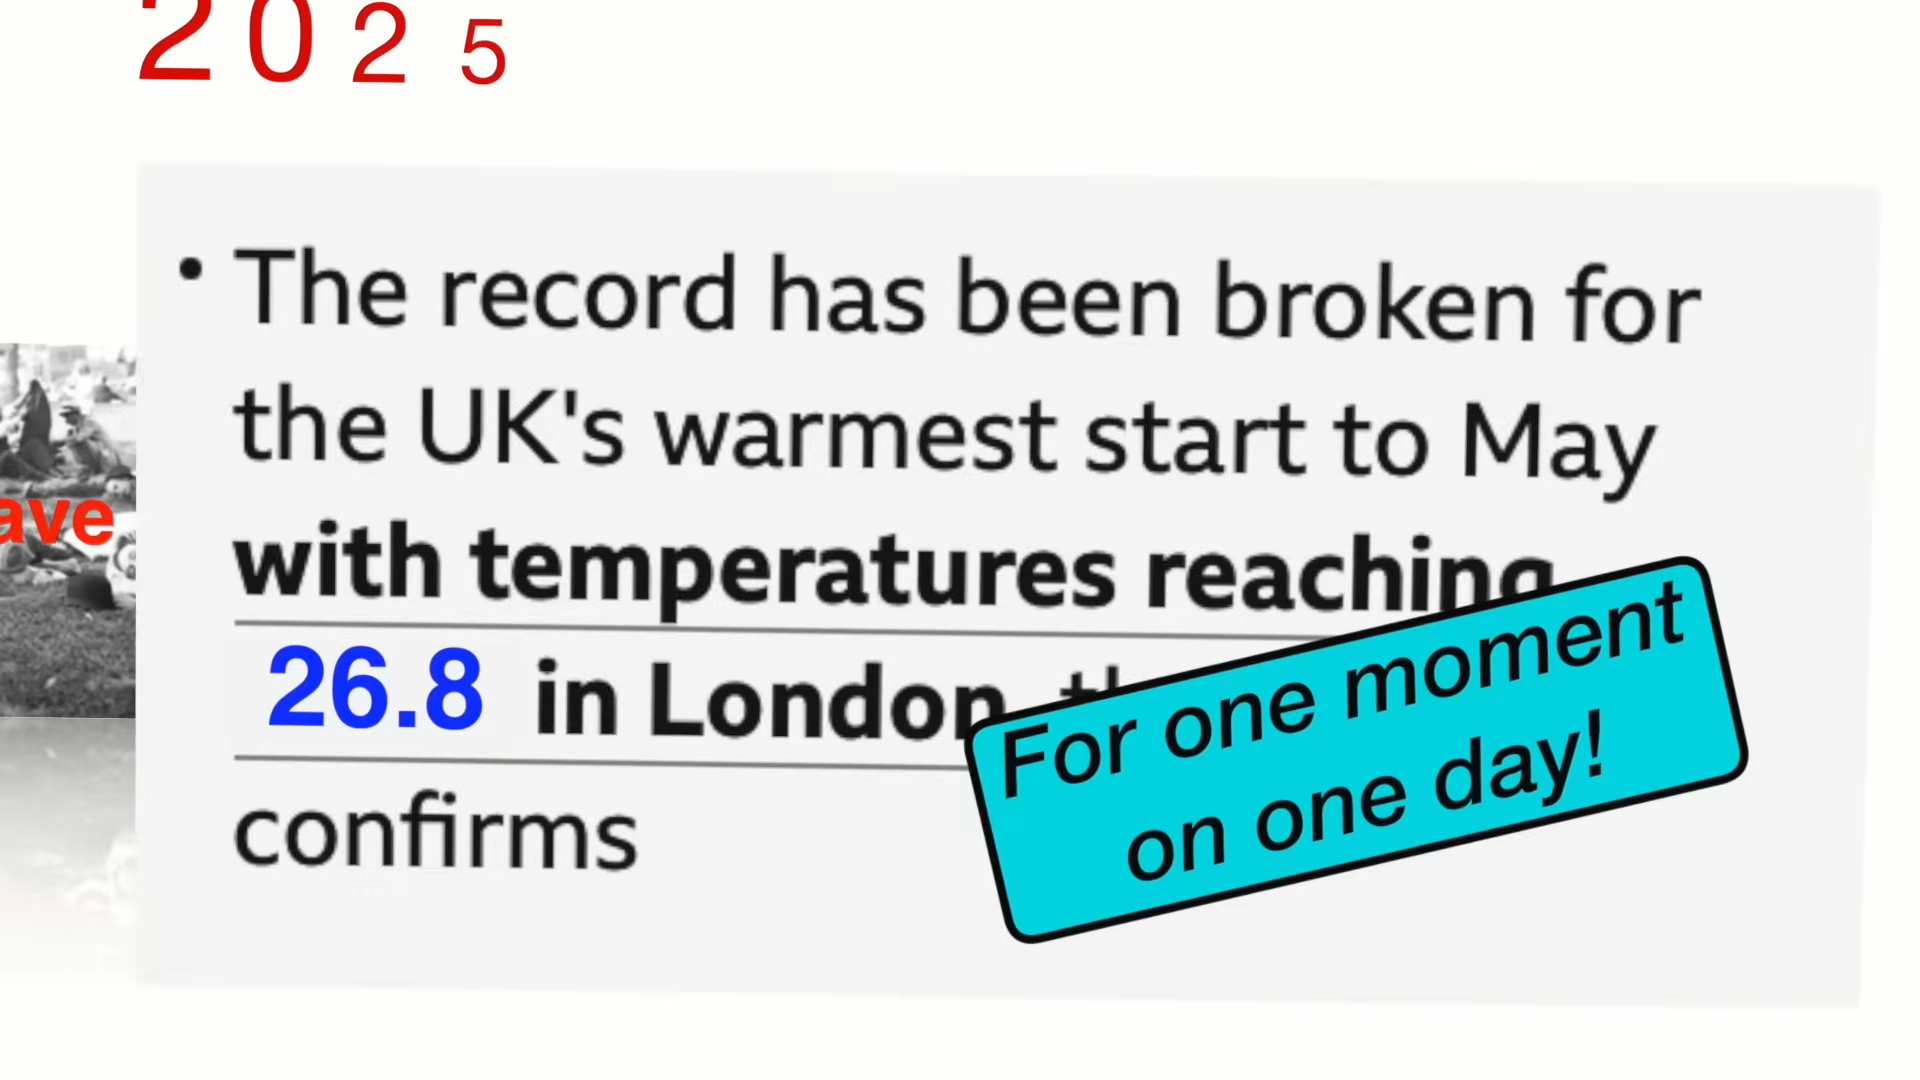 2025
• The record has been broken for
the UK's warmest start to May
with temperatures reaching
26.8 in London
confirms
For one moment
on one day!
ave